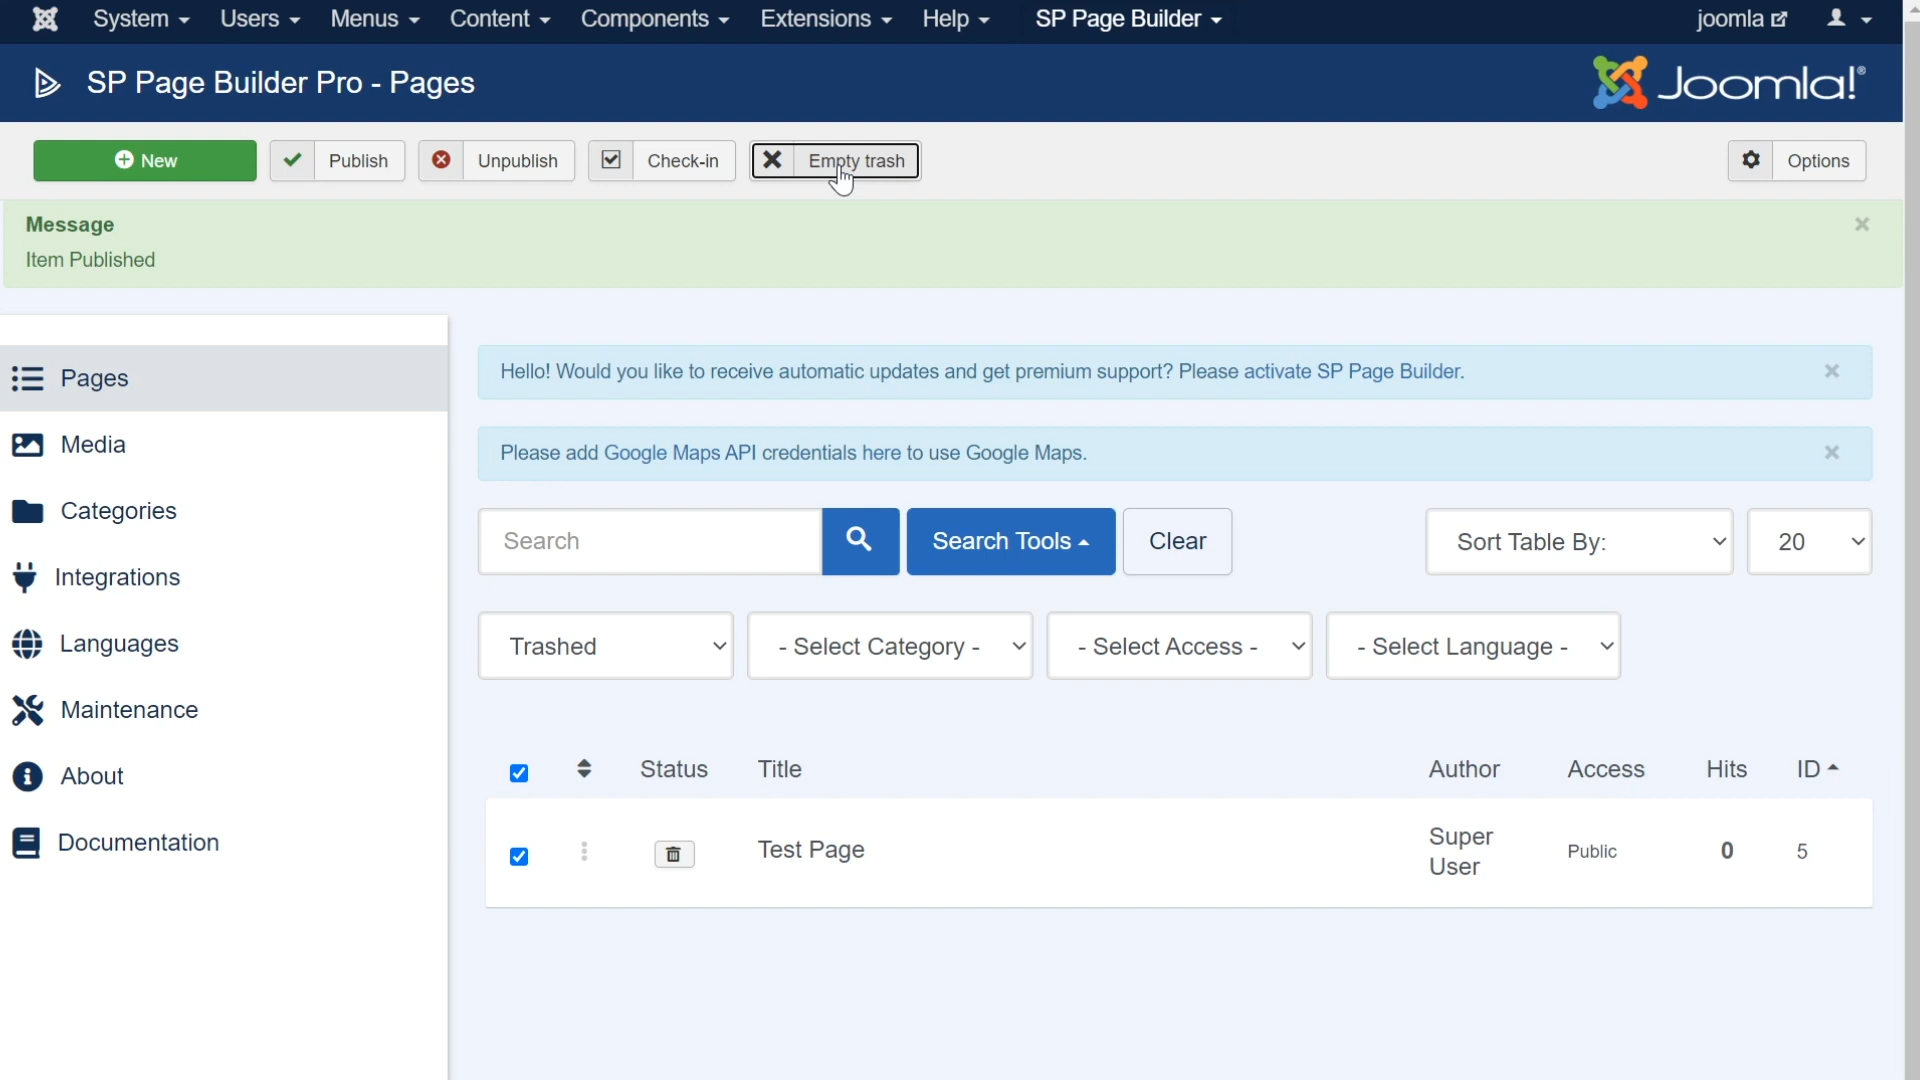 System Users Menus Content Components Extensions Help SP Page Builder joomla
SP Page Builder Pro - Pages
Joomla!®
New Publish Unpublish Check-in Empty trash Options
Message
Item Published
Pages
Media
Categories
Integrations
Languages
Maintenance
About
Documentation
Hello! Would you like to receive automatic updates and get premium support? Please activate SP Page Builder.
Please add Google Maps API credentials here to use Google Maps.
Search Search Tools Clear Sort Table By: 20
Trashed - Select Category - - Select Access - - Select Language -
Status Title Author Access Hits ID
Test Page Super User Public 0 5